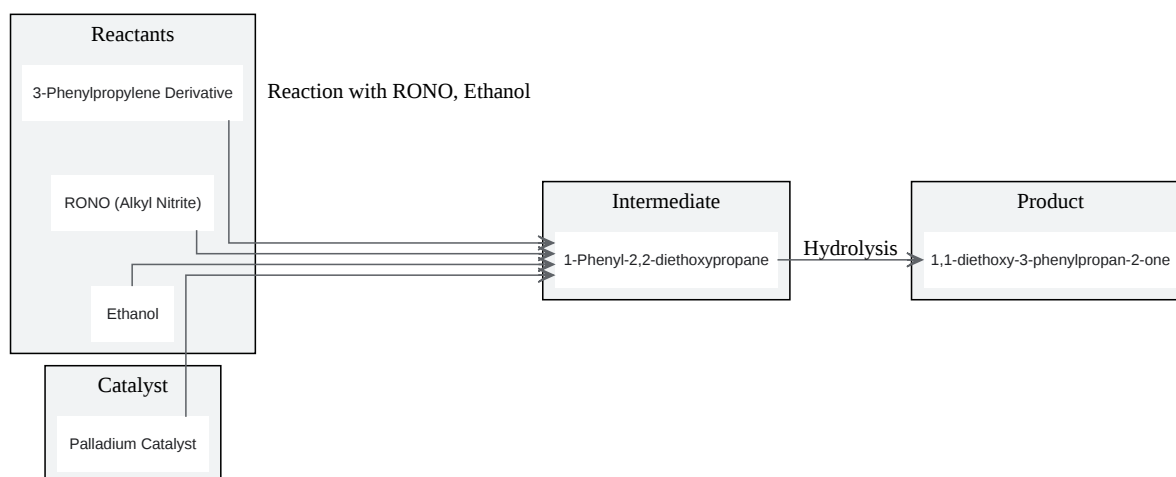 Reactants
3-Phenylpropylene Derivative
Reaction with RONO, Ethanol
RONO (Alkyl Nitrite)
Ethanol
Catalyst
Palladium Catalyst
Intermediate
1-Phenyl-2,2-diethoxypropane
Hydrolysis
Product
1,1-diethoxy-3-phenylpropan-2-one